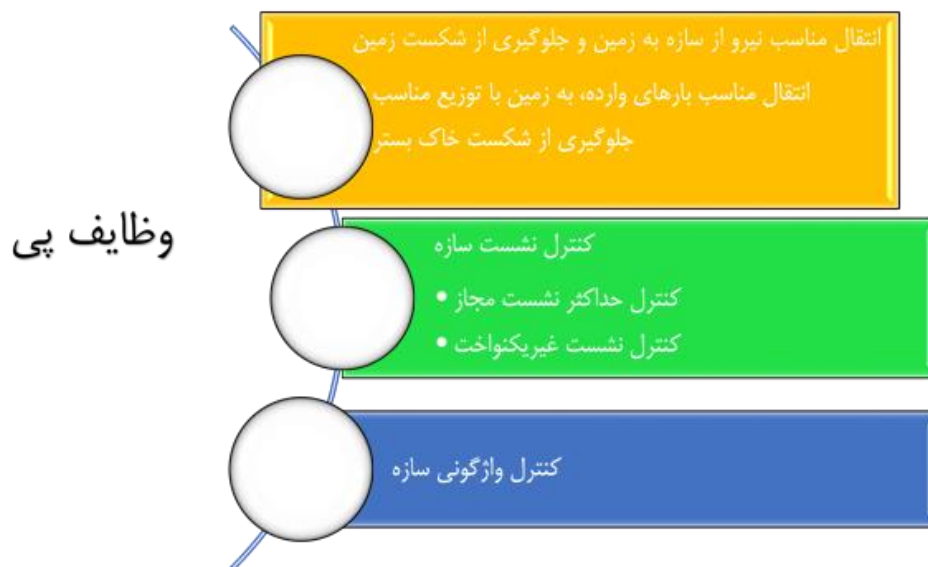 وظایف پی
انتقال مناسب نیرو از سازه به زمین و جلوگیری از شکست زمین
انتقال مناسب بارهای وارده، به زمین با توزیع مناسب
جلوگیری از شکست خاک بستر
کنترل نشست سازه
• کنترل حداکثر نشست مجاز
• کنترل نشست غیریکنواخت
کنترل واژگونی سازه